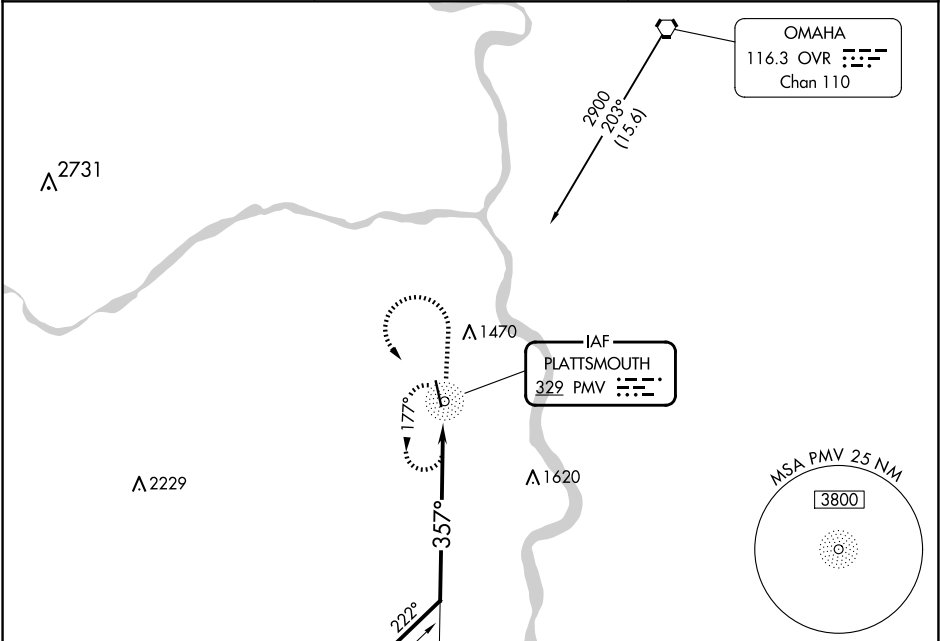 OMAHA
116.3 OVR
Chan 110
2900
203°
(15.6)
2731
1470
IAF
PLATTSMOUTH
329 PMV
177°
2229
1620
MSA PMV 25 NM
3800
357°
222°